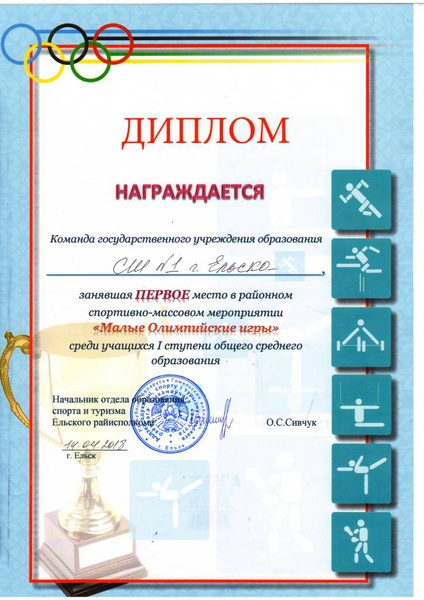 ДИПЛОМ
НАГРАЖДАЕТСЯ
Команда государственного учреждения образования
СШ №1 г. Ельска,
занявшая ПЕРВОЕ место в районном
спортивно-массовом мероприятии
«Малые Олимпийские игры»
среди учащихся I ступени общего среднего
образования
Начальник отдела образования,
спорта и туризма
Ельского райисполкома О.С.Сивчук
14.04.2018
г. Ельск